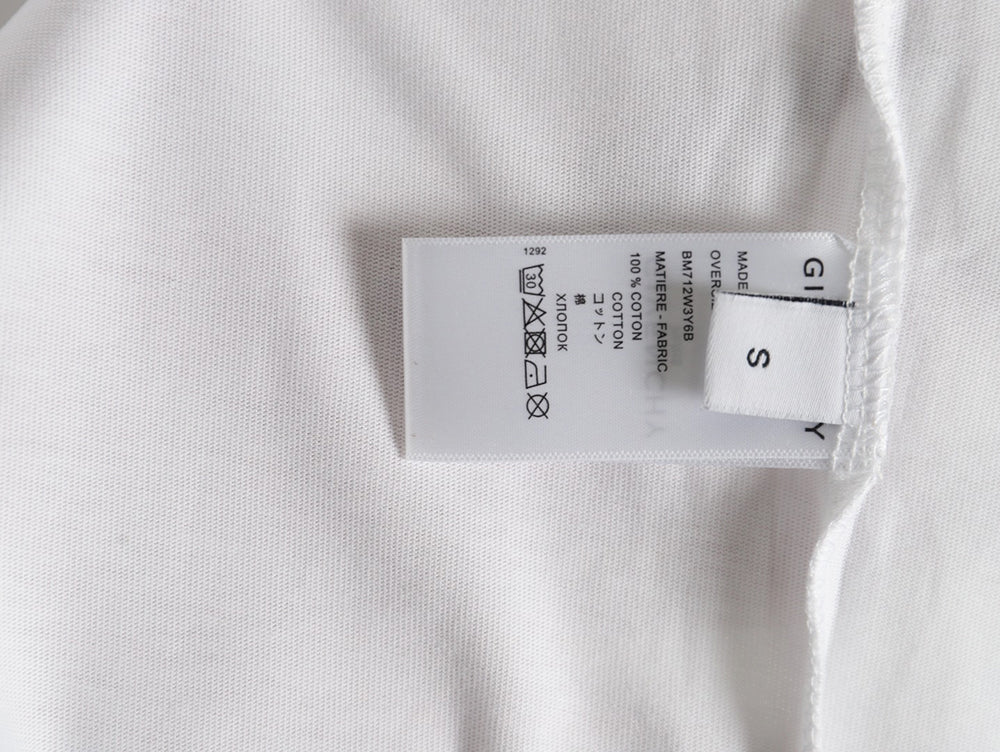 GI Y
MADE
OVER
BM712W3Y6B
MATIERE - FABRIC
100 % COTON
COTTON
コットン
棉
ХЛОПОК
30
1292
S